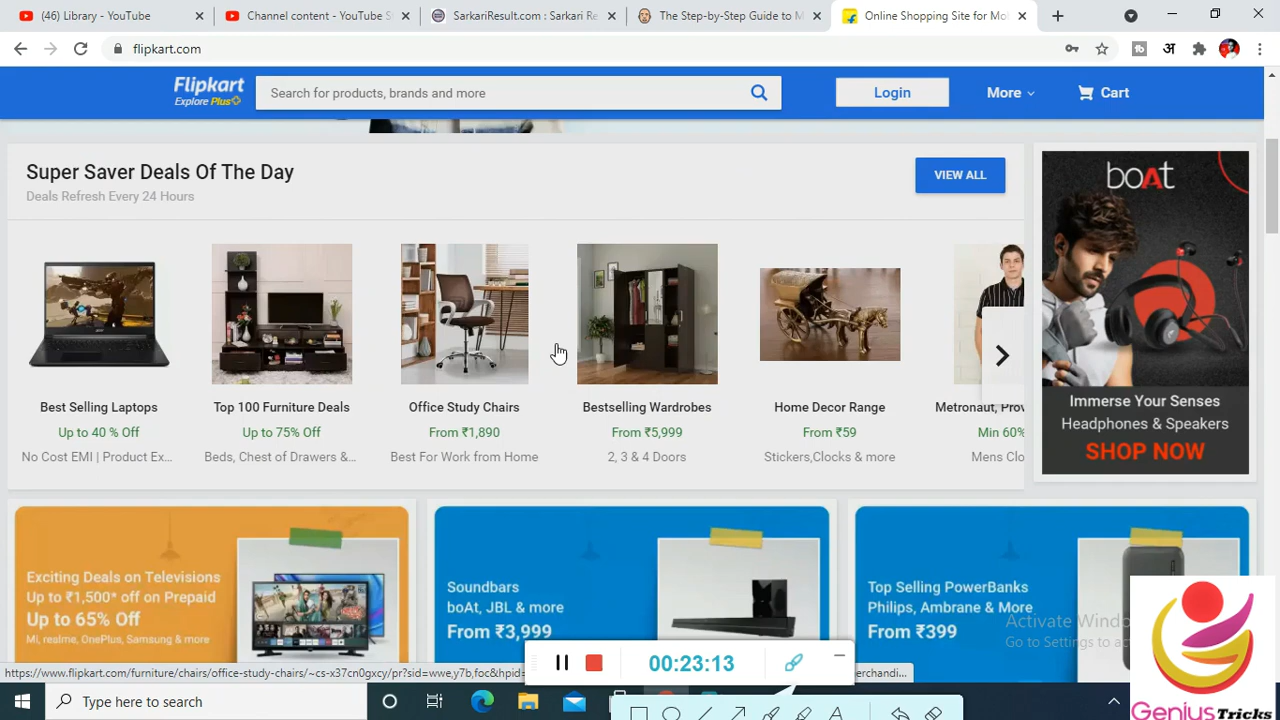 (46) Library - YouTube
Channel content - YouTube S
SarkariResult.com : Sarkari Re
The Step-by-Step Guide to M
Online Shopping Site for Mo
flipkart.com
अ
Flipkart
Explore Plus
Search for products, brands and more
Login
More
Cart
Super Saver Deals Of The Day
Deals Refresh Every 24 Hours
VIEW ALL
Best Selling Laptops
Up to 40 % Off
No Cost EMI | Product Ex...
Top 100 Furniture Deals
Up to 75% Off
Beds, Chest of Drawers &...
Office Study Chairs
From ₹1,890
Best For Work from Home
Bestselling Wardrobes
From ₹5,999
2, 3 & 4 Doors
Home Decor Range
From ₹59
Stickers,Clocks & more
Metronaut, Prov
Min 60%
Mens Clo
boAt
Immerse Your Senses
Headphones & Speakers
SHOP NOW
Exciting Deals on Televisions
Up to ₹1,500* off on Prepaid
Up to 65% Off
Mi, realme, OnePlus, Samsung & more
Soundbars
boAt, JBL & more
From ₹3,999
Top Selling PowerBanks
Philips, Ambrane & More
From ₹399
Activate Windo
Go to Settings to act
https://www.flipkart.com/furniture/chairs/office-study-chairs/~cs-x37cn0gxcy/pr?sid=wwe,y7b,foc&hpid=
erchandi...
00:23:13
Type here to search
A
Genius Tricks